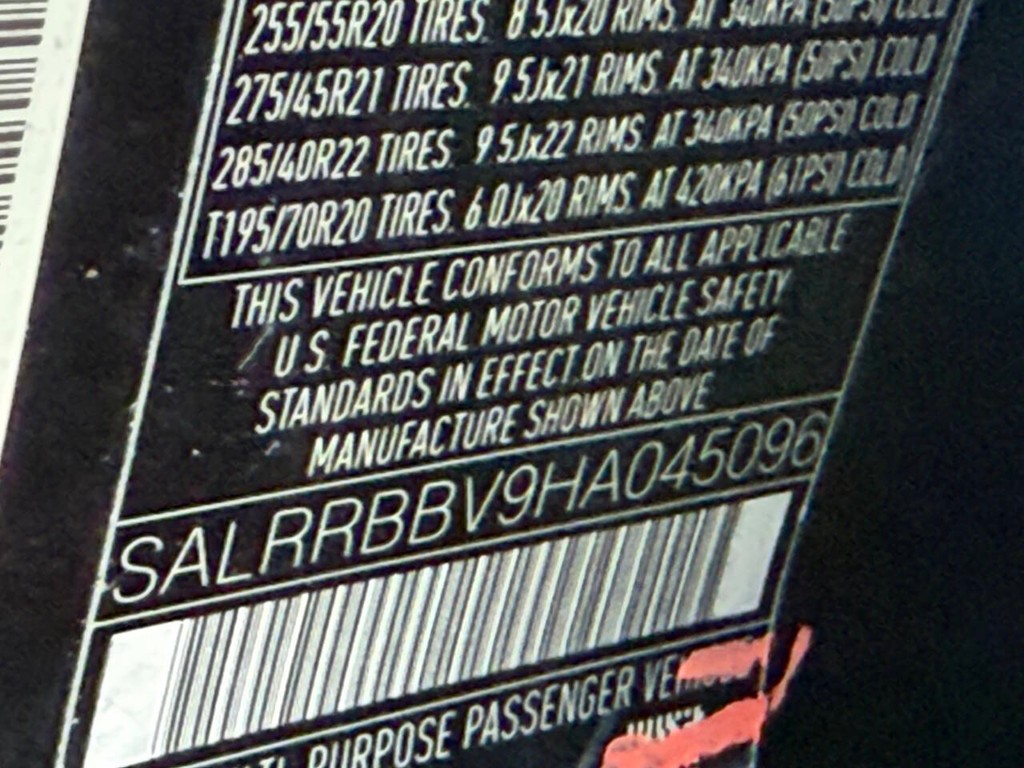 255/55R20 TIRES. 8.5Jx20 RIMS. AT 340KPA (50PSI) COLD
275/45R21 TIRES. 9.5Jx21 RIMS. AT 340KPA (50PSI) COLD
285/40R22 TIRES. 9.5Jx22 RIMS. AT 340KPA (50PSI) COLD
T195/70R20 TIRES. 6.0Jx20 RIMS. AT 420KPA (61PSI) COLD
THIS VEHICLE CONFORMS TO ALL APPLICABLE
U.S. FEDERAL MOTOR VEHICLE SAFETY
STANDARDS IN EFFECT ON THE DATE OF
MANUFACTURE SHOWN ABOVE
SALRRBBV9HA045096
PURPOSE PASSENGER